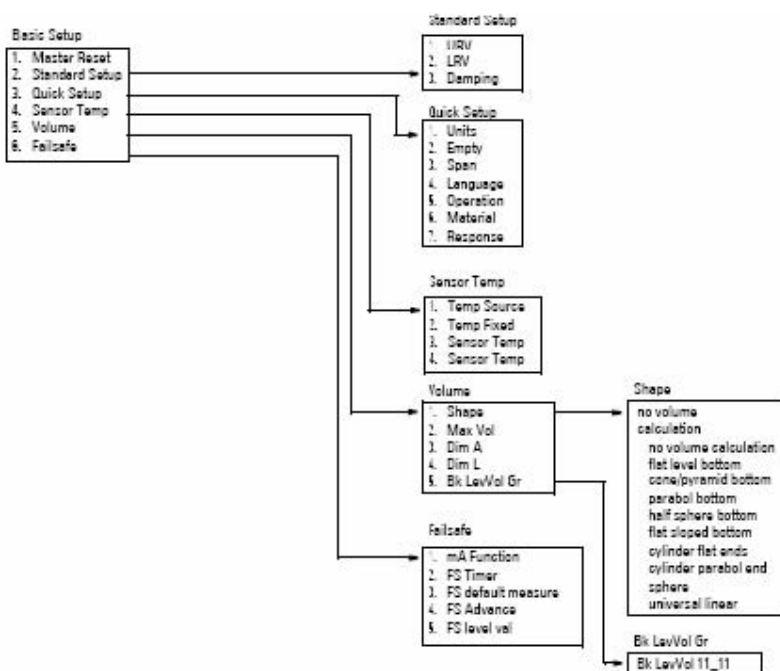 Basic Setup
1. Master Reset
2. Standard Setup
3. Quick Setup
4. Sensor Temp
5. Volume
6. Failsafe
Standard Setup
1. URV
2. LRV
3. Damping
Quick Setup
1. Units
2. Empty
3. Span
4. Language
5. Operation
6. Material
7. Response
Sensor Temp
1. Temp Source
2. Temp Fixed
3. Sensor Temp
4. Sensor Temp
Volume
1. Shape
2. Max Vol
3. Dim A
4. Dim L
5. Bk LevVol Gr
Shape
no volume
calculation
no volume calculation
flat level bottom
cone/pyramid bottom
parabol bottom
half sphere bottom
flat sloped bottom
cylinder flat ends
cylinder parabol end
sphere
universal linear
Failsafe
1. mA Function
2. FS Timer
3. FS default measure
4. FS Advance
5. FS level val
Bk LevVol Gr
Bk LevVol 11_11